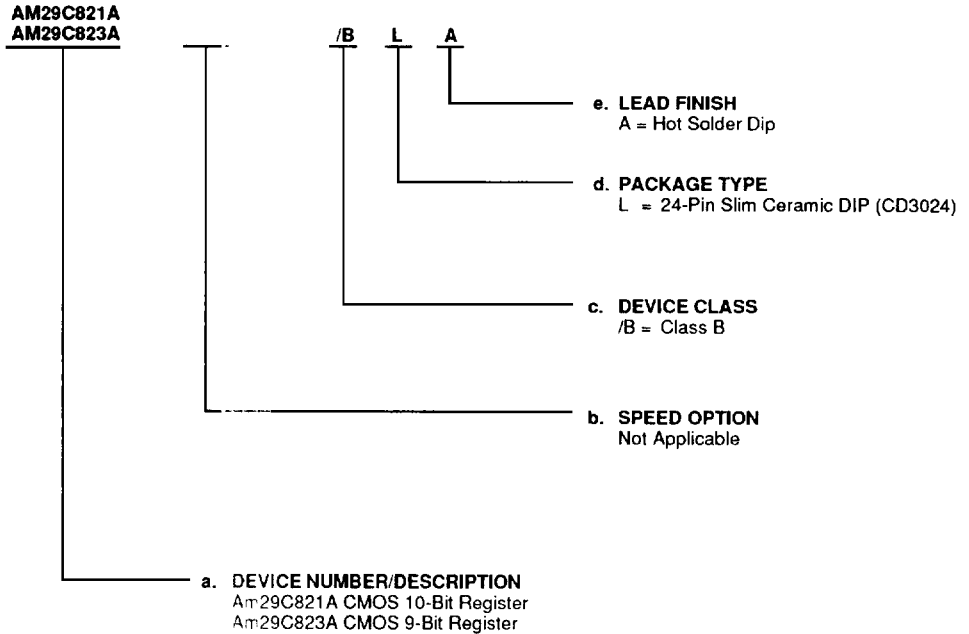 AM29C821A
AM29C823A
/B L A
e. LEAD FINISH
A = Hot Solder Dip
d. PACKAGE TYPE
L = 24-Pin Slim Ceramic DIP (CD3024)
c. DEVICE CLASS
/B = Class B
b. SPEED OPTION
Not Applicable
a. DEVICE NUMBER/DESCRIPTION
Am29C821A CMOS 10-Bit Register
Am29C823A CMOS 9-Bit Register